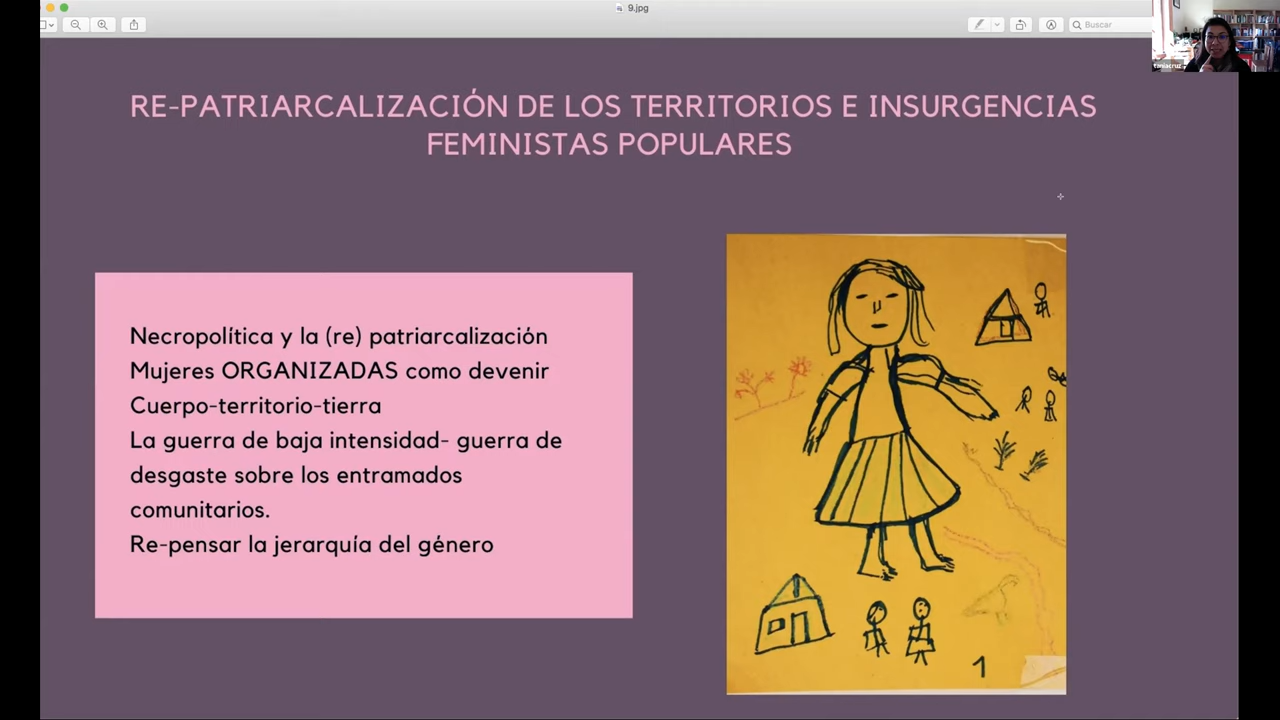 9.jpg
Buscar
taniacruz
RE-PATRIARCALIZACIÓN DE LOS TERRITORIOS E INSURGENCIAS
FEMINISTAS POPULARES
Necropolítica y la (re) patriarcalización
Mujeres ORGANIZADAS como devenir
Cuerpo-territorio-tierra
La guerra de baja intensidad- guerra de
desgaste sobre los entramados
comunitarios.
Re-pensar la jerarquía del género
1